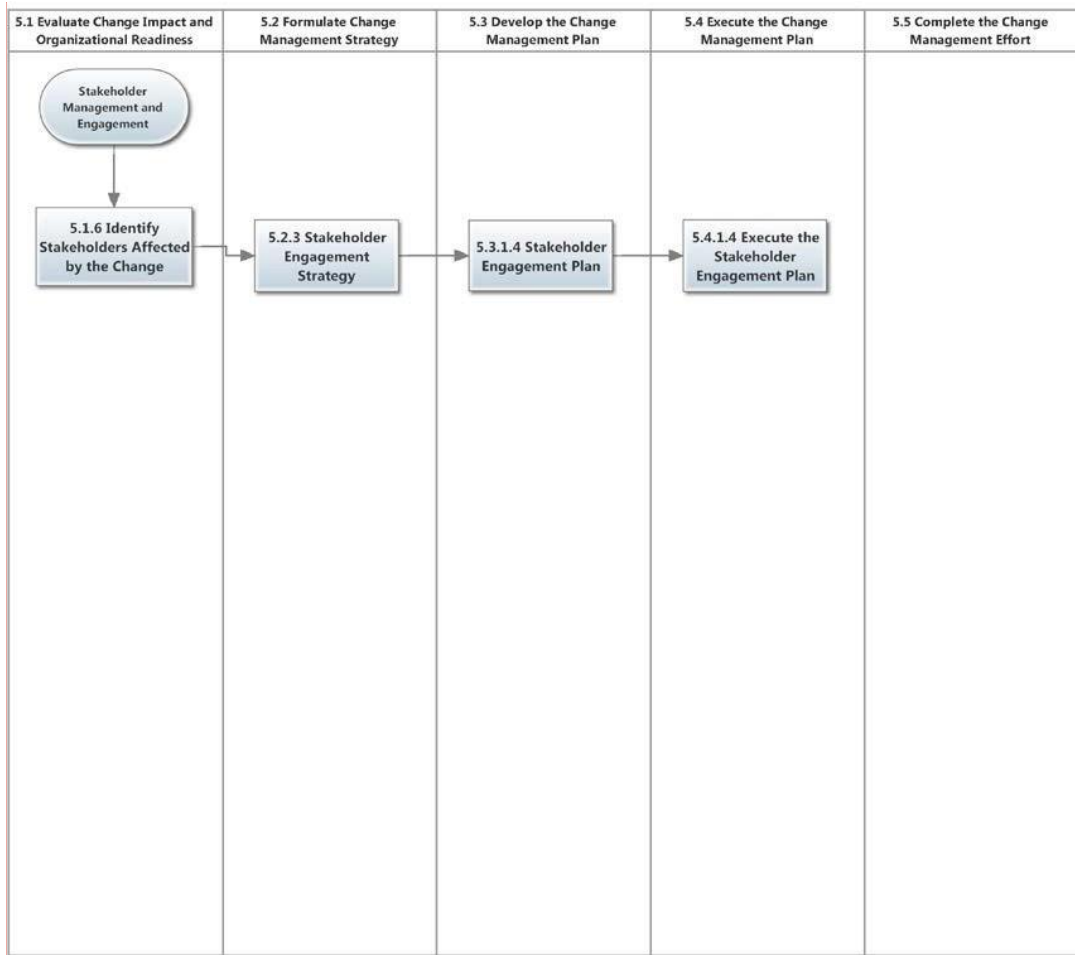 5.1 Evaluate Change Impact and
Organizational Readiness
5.2 Formulate Change
Management Strategy
5.3 Develop the Change
Management Plan
5.4 Execute the Change
Management Plan
5.5 Complete the Change
Management Effort
Stakeholder
Management and
Engagement
5.1.6 Identify
Stakeholders Affected
by the Change
5.2.3 Stakeholder
Engagement
Strategy
5.3.1.4 Stakeholder
Engagement Plan
5.4.1.4 Execute the
Stakeholder
Engagement Plan